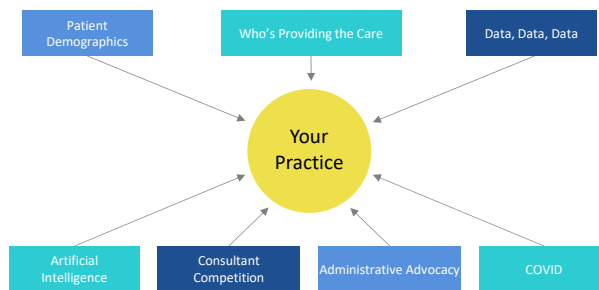 Patient
Demographics
Who's Providing the Care
Data, Data, Data
Your
Practice
Artificial
Intelligence
Consultant
Competition
Administrative Advocacy
COVID